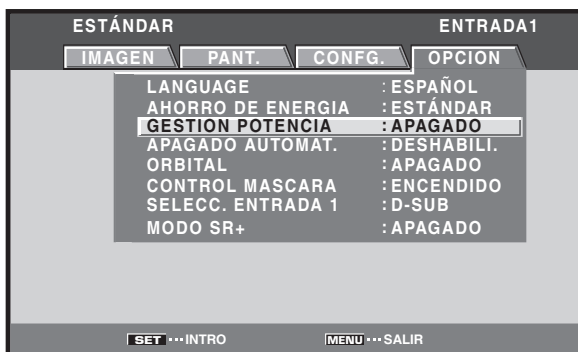 ESTÁNDAR ENTRADA1
IMAGEN PANT. CONFG. OPCION
LANGUAGE :ESPAÑOL
AHORRO DE ENERGIA :ESTÁNDAR
GESTION POTENCIA :APAGADO
APAGADO AUTOMAT. :DESHABILI.
ORBITAL :APAGADO
CONTROL MASCARA :ENCENDIDO
SELECC. ENTRADA 1 :D-SUB
MODO SR+ :APAGADO
SET ··· INTRO MENU ··· SALIR